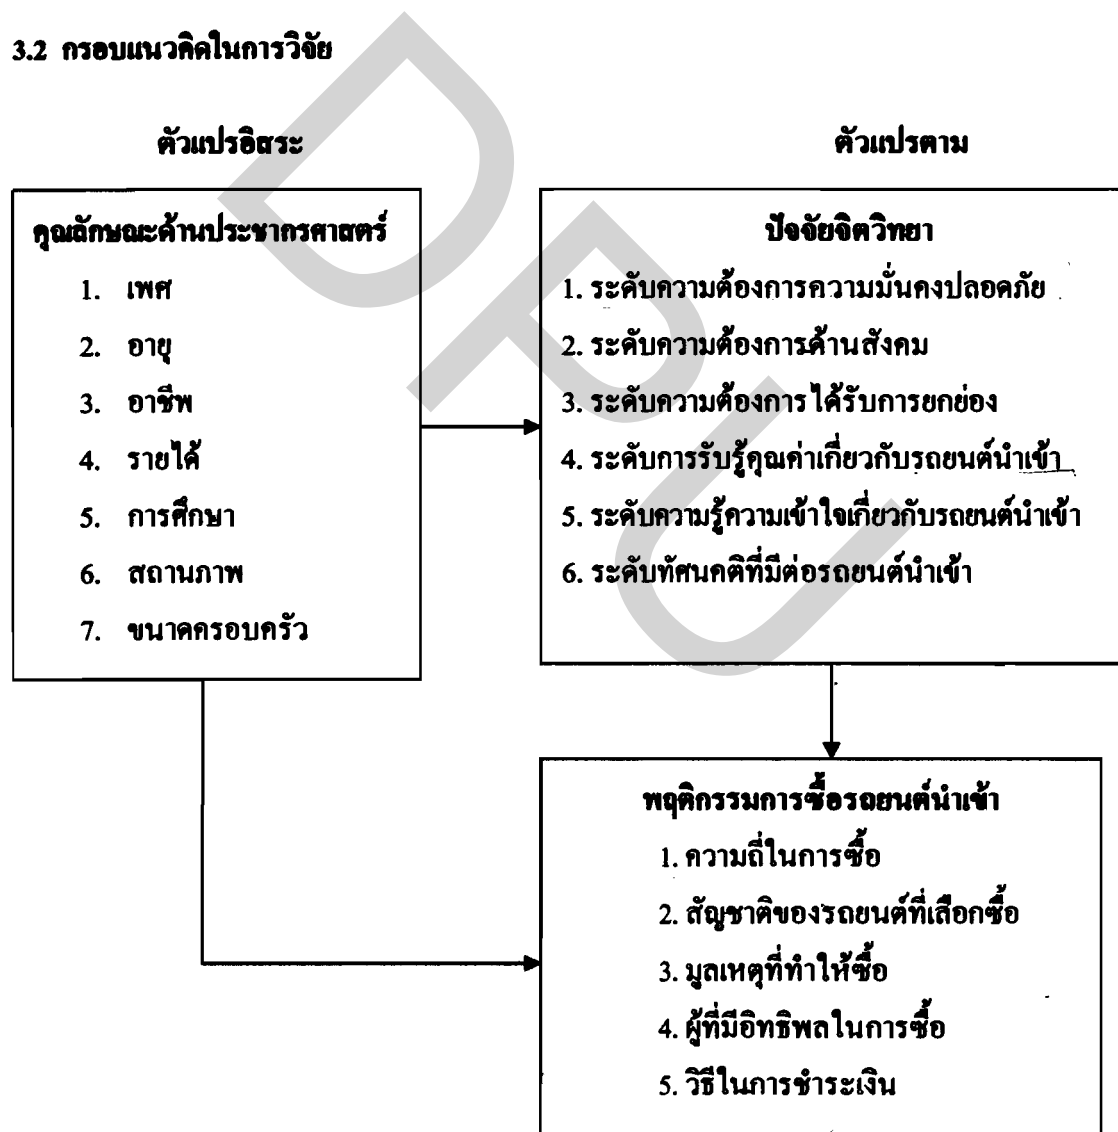 3.2 กรอบแนวคิดในการวิจัย
ตัวแปรอิสระ
คุณลักษณะด้านประชากรศาสตร์
1. เพศ
2. อายุ
3. อาชีพ
4. รายได้
5. การศึกษา
6. สถานภาพ
7. ขนาดครอบครัว
ตัวแปรตาม
ปัจจัยจิตวิทยา
1. ระดับความต้องการความมั่นคงปลอดภัย
2. ระดับความต้องการด้านสังคม
3. ระดับความต้องการได้รับการยกย่อง
4. ระดับการรับรู้คุณค่าเกี่ยวกับรถยนต์นำเข้า
5. ระดับความรู้ความเข้าใจเกี่ยวกับรถยนต์นำเข้า
6. ระดับทัศนคติที่มีต่อรถยนต์นำเข้า
พฤติกรรมการซื้อรถยนต์นำเข้า
1. ความถี่ในการซื้อ
2. สัญชาติของรถยนต์ที่เลือกซื้อ
3. มูลเหตุที่ทำให้ซื้อ
4. ผู้ที่มีอิทธิพลในการซื้อ
5. วิธีในการชำระเงิน
DPU